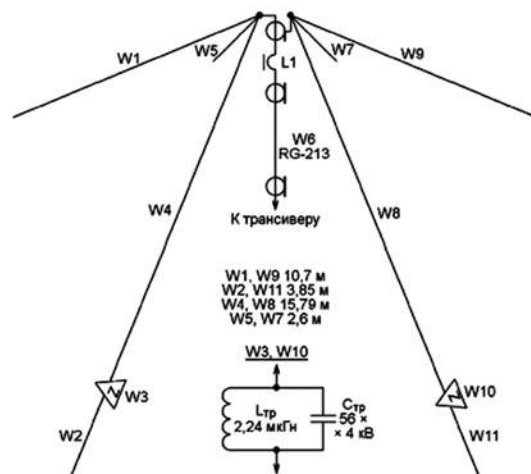 W5
W7
W9
W1
L1
W6
RG-213
W4
W8
К трансиверу
W1, W9 10,7 м
W2, W11 3,85 м
W4, W8 15,79 м
W5, W7 2,6 м
W3, W10
W3
W10
Lтр
2,24 мкГн
Cтр
56 ×
× 4 кВ
W2
W11